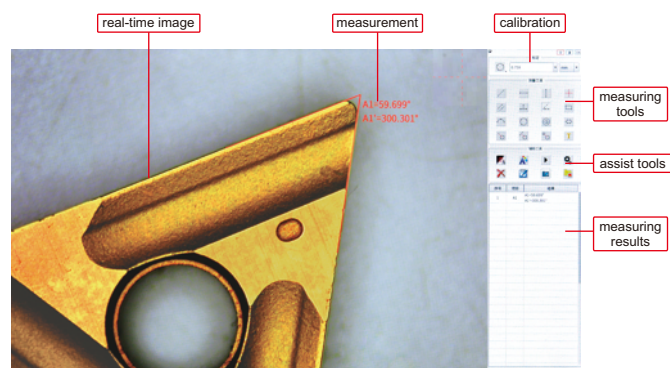 real-time image
measurement
calibration
A1=59.699°
A1'=300.301°
measuring
tools
assist tools
measuring
results